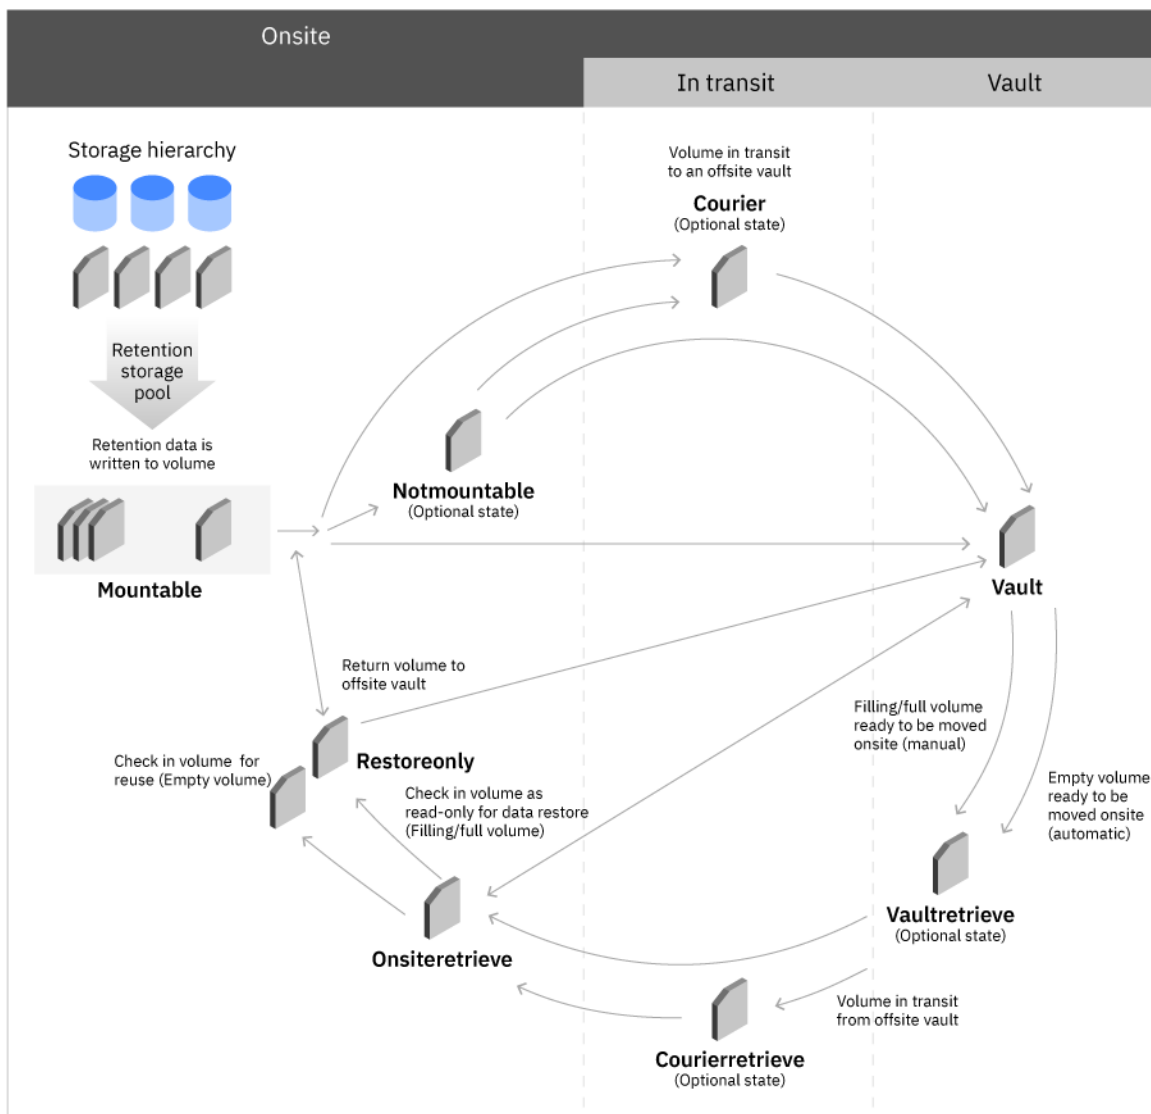 Onsite
In transit
Vault
Storage hierarchy
Retention
storage
pool
Retention data is
written to volume
Mountable
Volume in transit
to an offsite vault
Courier
(Optional state)
Notmountable
(Optional state)
Vault
Return volume to
offsite vault
Restoreonly
Check in volume for
reuse (Empty volume)
Check in volume as
read-only for data restore
(Filling/full volume)
Filling/full volume
ready to be moved
onsite (manual)
Empty volume
ready to be
moved onsite
(automatic)
Vaultretrieve
(Optional state)
Onsiteretrieve
Volume in transit
from offsite vault
Courierretrieve
(Optional state)